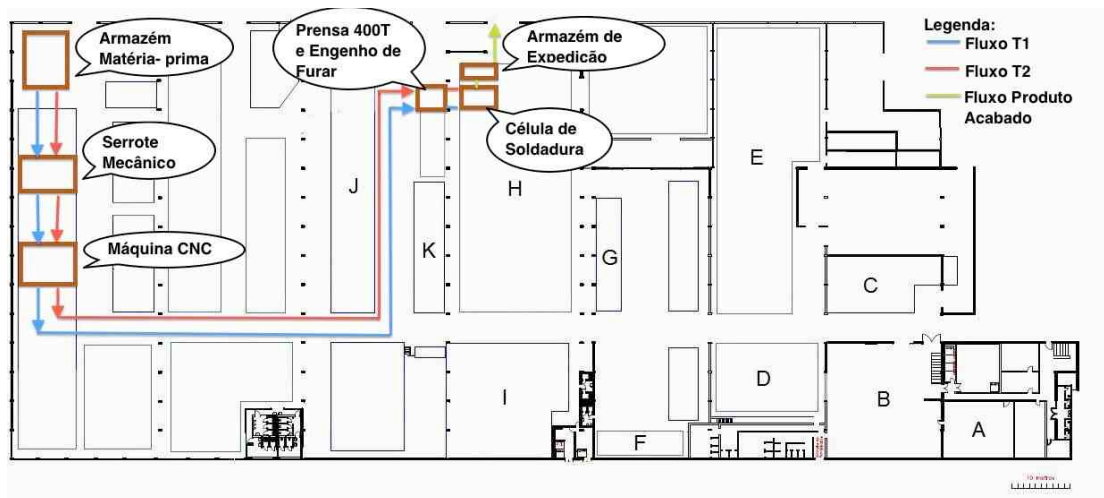 Armazém
Matéria- prima
Prensa 400T
e Engenho de
Furar
Armazém de
Expedição
Legenda:
Fluxo T1
Fluxo T2
Fluxo Produto
Acabado
Serrote
Mecânico
Célula de
Soldadura
Máquina CNC
J
K
H
G
E
C
I
F
D
B
A
10 metros